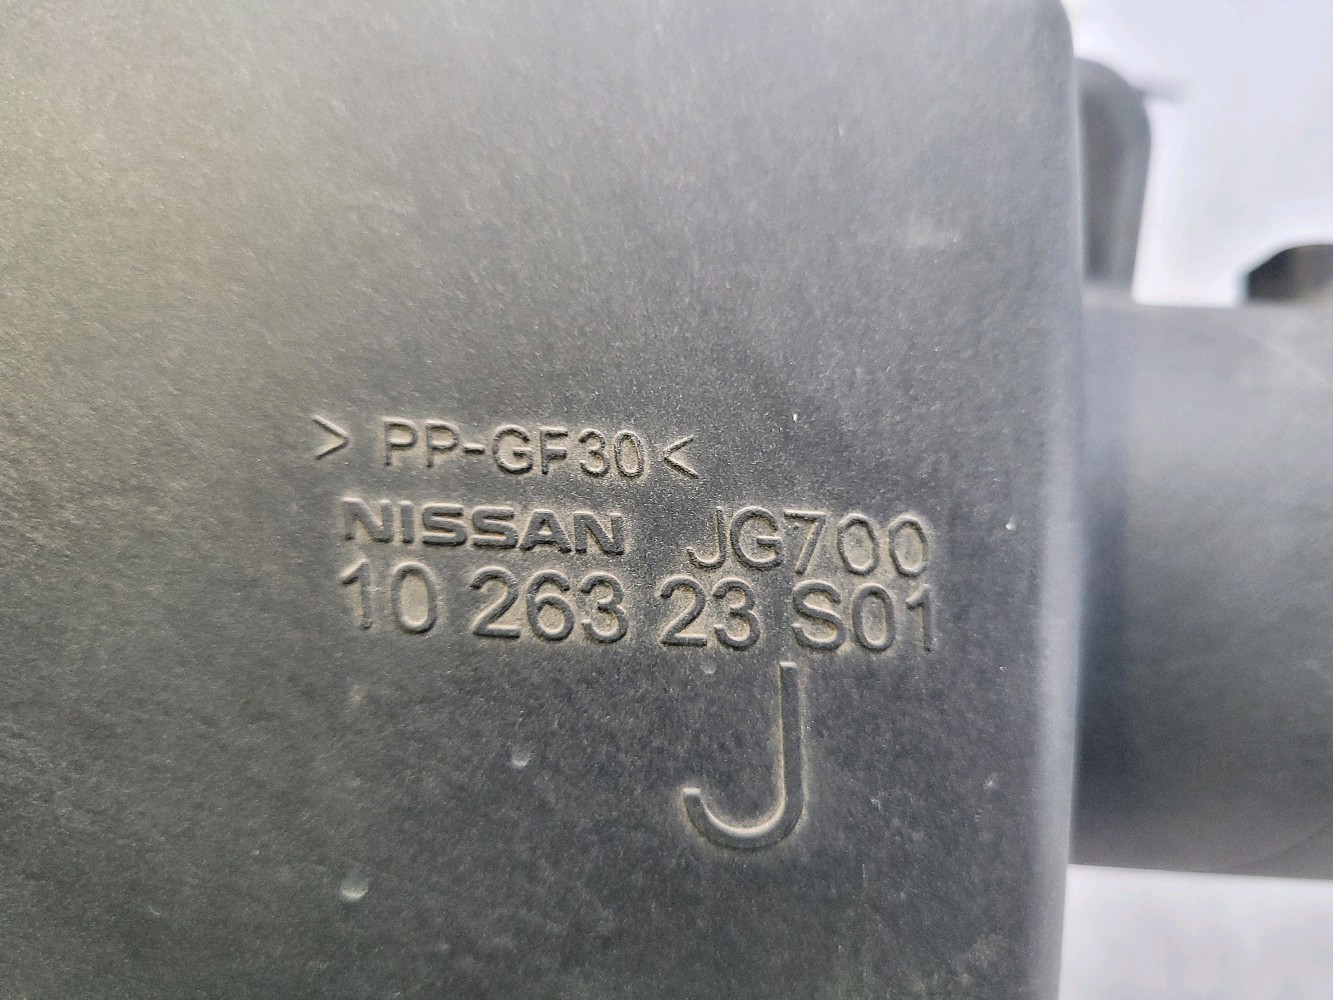 > PP-GF30 <
NISSAN JG700
10 263 23 S01
J